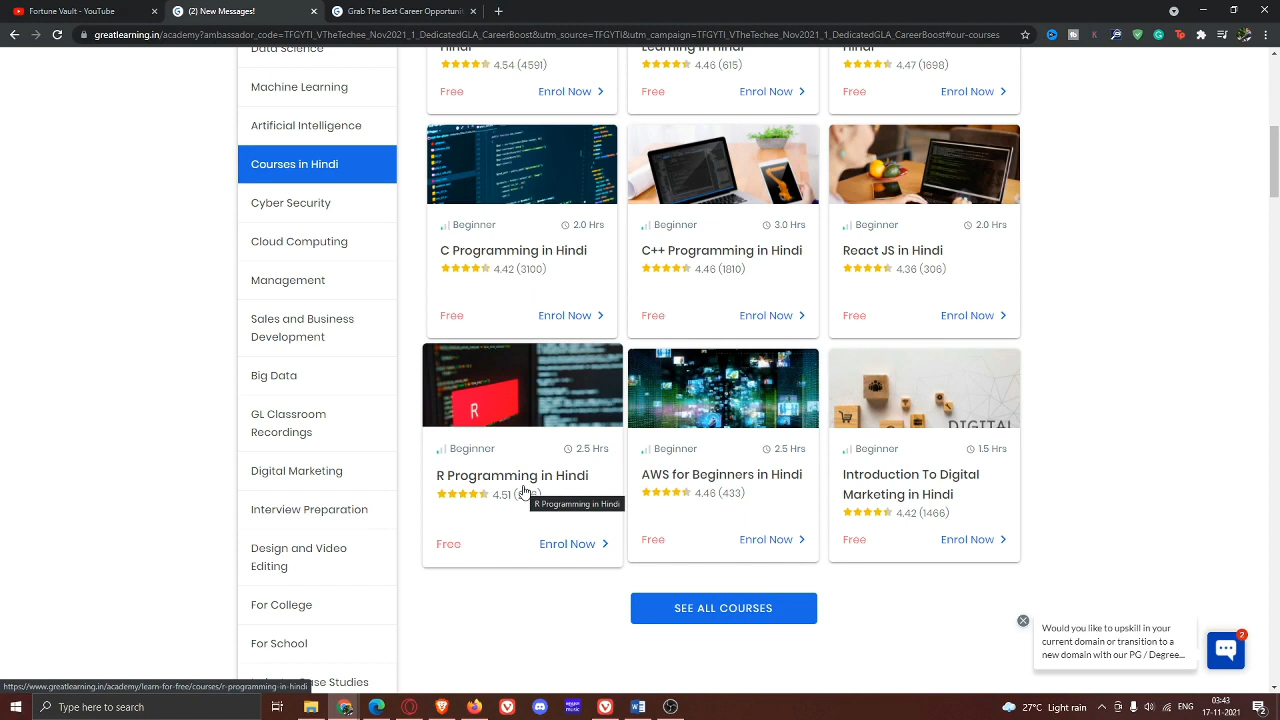 Fortune Vault - YouTube
(2) New Messages!
Grab The Best Career Opportunit
greatlearning.in/academy?ambassador_code=TFGYTI_VTheTechee_Nov2021_1_DedicatedGLA_CareerBoost&utm_source=TFGYTI&utm_campaign=TFGYTI_VTheTechee_Nov2021_1_DedicatedGLA_CareerBoost#our-courses
Data Science
Machine Learning
Artificial Intelligence
Courses in Hindi
Cyber Security
Cloud Computing
Management
Sales and Business
Development
Big Data
GL Classroom
Recordings
Digital Marketing
Interview Preparation
Design and Video
Editing
For College
For School
Case Studies
Hindi
4.54 (4591)
Free Enrol Now
Learning in Hindi
4.46 (615)
Free Enrol Now
Hindi
4.47 (1698)
Free Enrol Now
Beginner 2.0 Hrs
C Programming in Hindi
4.42 (3100)
Free Enrol Now
Beginner 3.0 Hrs
C++ Programming in Hindi
4.46 (1810)
Free Enrol Now
Beginner 2.0 Hrs
React JS in Hindi
4.36 (306)
Free Enrol Now
R
Beginner 2.5 Hrs
R Programming in Hindi
4.51
R Programming in Hindi
Free Enrol Now
Beginner 2.5 Hrs
AWS for Beginners in Hindi
4.46 (433)
Free Enrol Now
DIGITAL
Beginner 1.5 Hrs
Introduction To Digital
Marketing in Hindi
4.42 (1466)
Free Enrol Now
SEE ALL COURSES
Would you like to upskill in your
current domain or transition to a
new domain with our PG / Degree...
2
https://www.greatlearning.in/academy/learn-for-free/courses/r-programming-in-hindi
Type here to search
music
22°C Light rain
ENG
03:43
17-11-2021